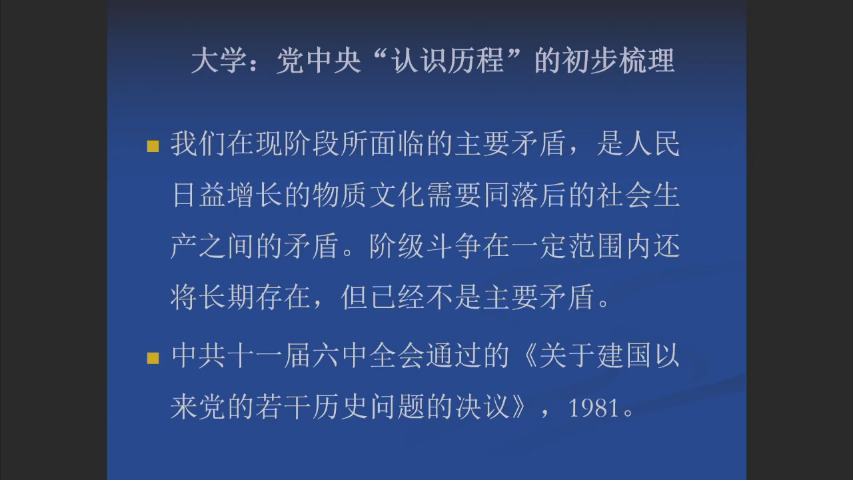 大学：党中央“认识历程”的初步梳理
我们在现阶段所面临的主要矛盾，是人民
日益增长的物质文化需要同落后的社会生
产之间的矛盾。阶级斗争在一定范围内还
将长期存在，但已经不是主要矛盾。
中共十一届六中全会通过的《关于建国以
来党的若干历史问题的决议》，1981。